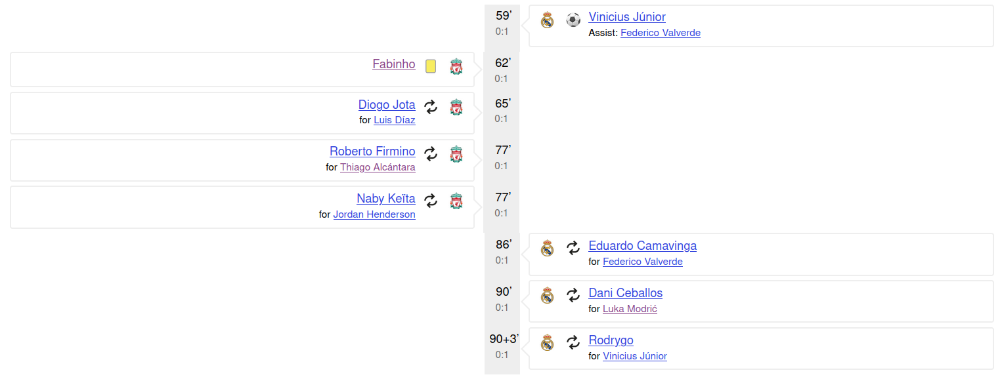 59’
0:1
Vinicius Júnior
Assist: Federico Valverde
Fabinho
62’
0:1
Diogo Jota
for Luis Díaz
65’
0:1
Roberto Firmino
for Thiago Alcántara
77’
0:1
Naby Keïta
for Jordan Henderson
77’
0:1
86’
0:1
Eduardo Camavinga
for Federico Valverde
90’
0:1
Dani Ceballos
for Luka Modrić
90+3’
0:1
Rodrygo
for Vinicius Júnior